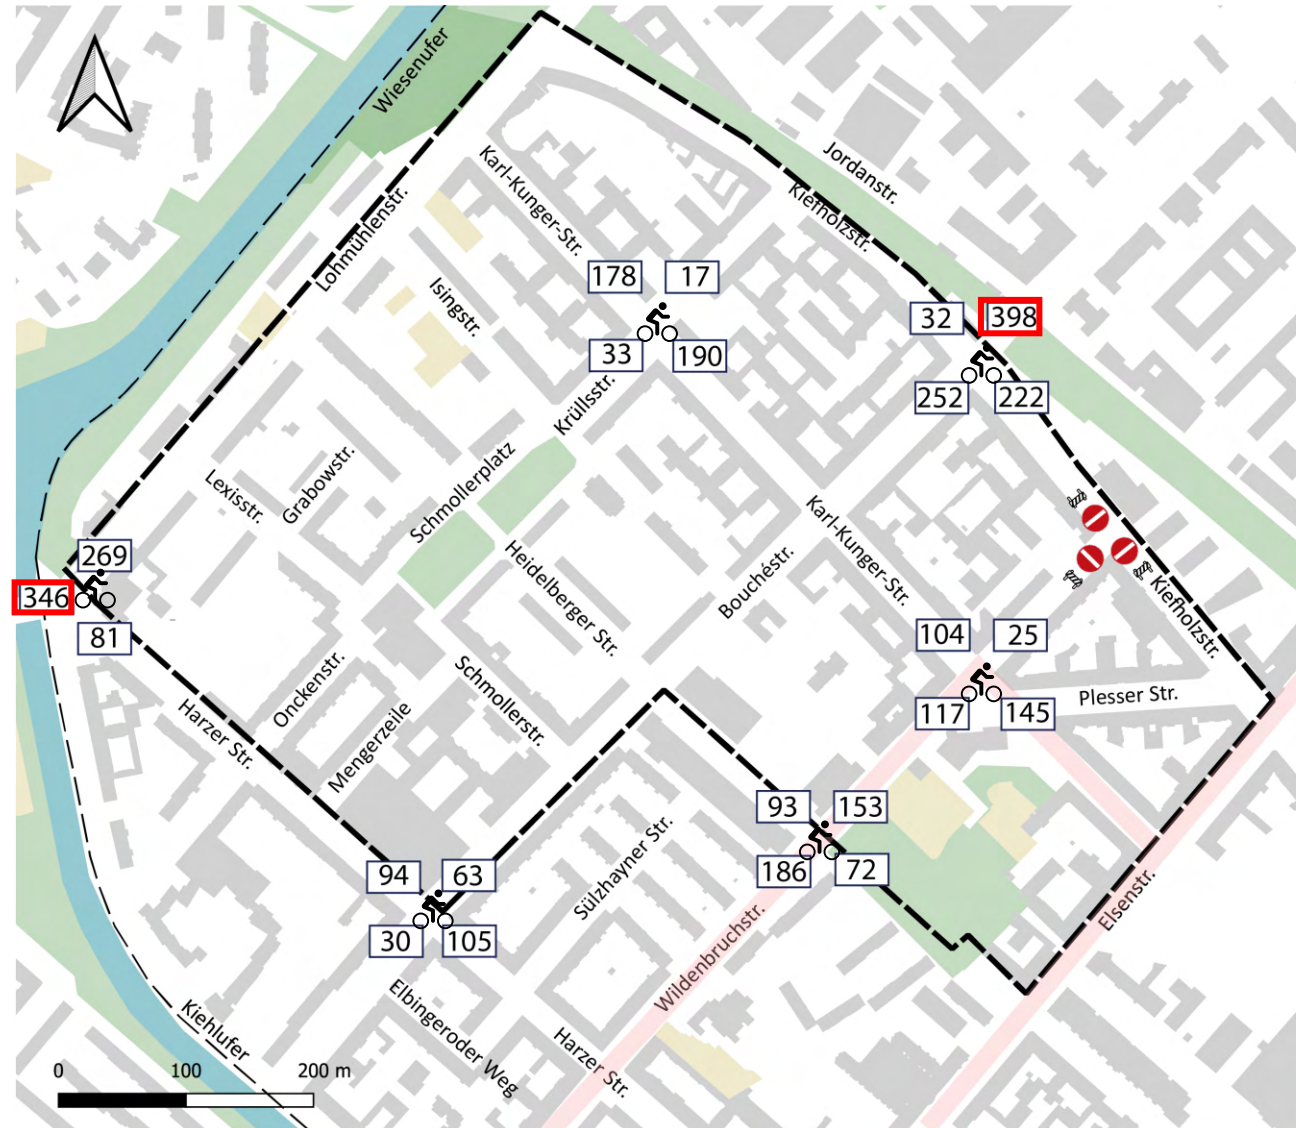 Wiesenufer
Jordanstr.
Karl-Kunger-Str.
Kiefholzstr.
Lohmühlenstr.
178
17
Isingstr.
32
398
33
190
252
222
Krüllsstr.
Lexisstr.
Grabowstr.
Schmollerplatz
Karl-Kunger-Str.
269
Heidelberger Str.
Bouchéstr.
346
Kiefholzstr.
81
104
25
Onckenstr.
Schmollerstr.
Plesser Str.
117
145
Harzer Str.
Mengerzeile
93
153
186
72
94
63
Sülzhayner Str.
30
105
Elsenstr.
Wildenbruchstr.
Kiehlufer
Elbingeroder Weg
Harzer Str.
0 100 200 m